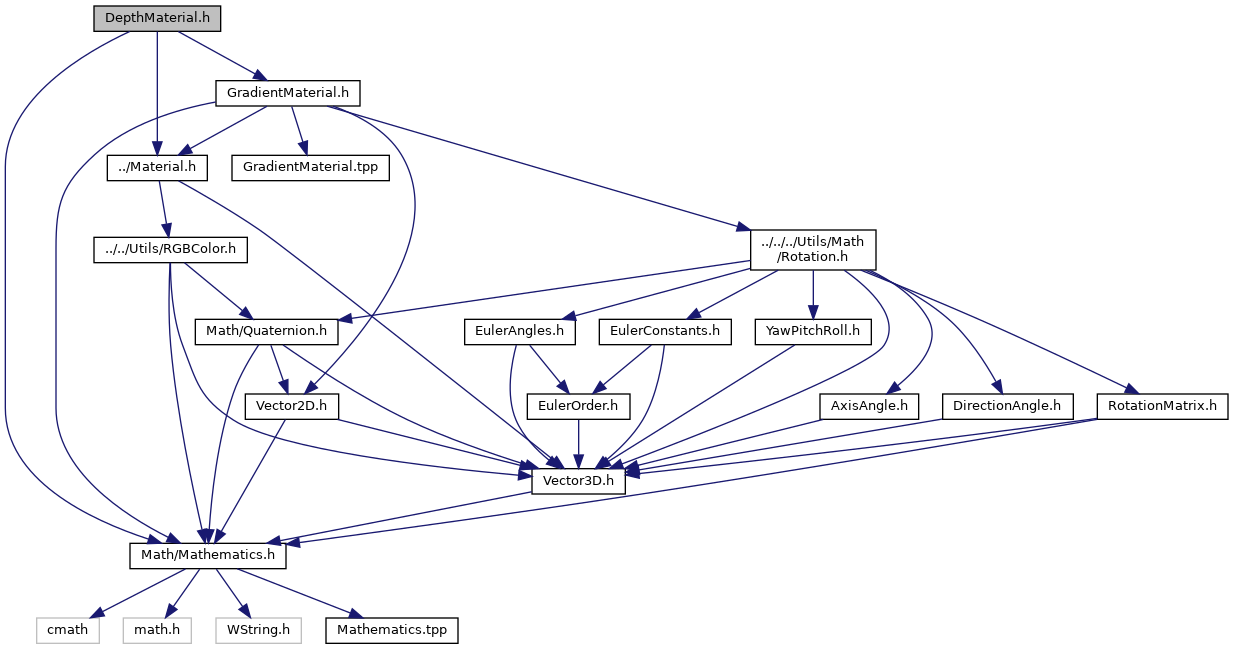 DepthMaterial.h
GradientMaterial.h
../Material.h
GradientMaterial.tpp
../../Utils/RGBColor.h
../../../Utils/Math
/Rotation.h
Math/Quaternion.h
EulerAngles.h
EulerConstants.h
YawPitchRoll.h
Vector2D.h
EulerOrder.h
AxisAngle.h
DirectionAngle.h
RotationMatrix.h
Vector3D.h
Math/Mathematics.h
cmath
math.h
WString.h
Mathematics.tpp